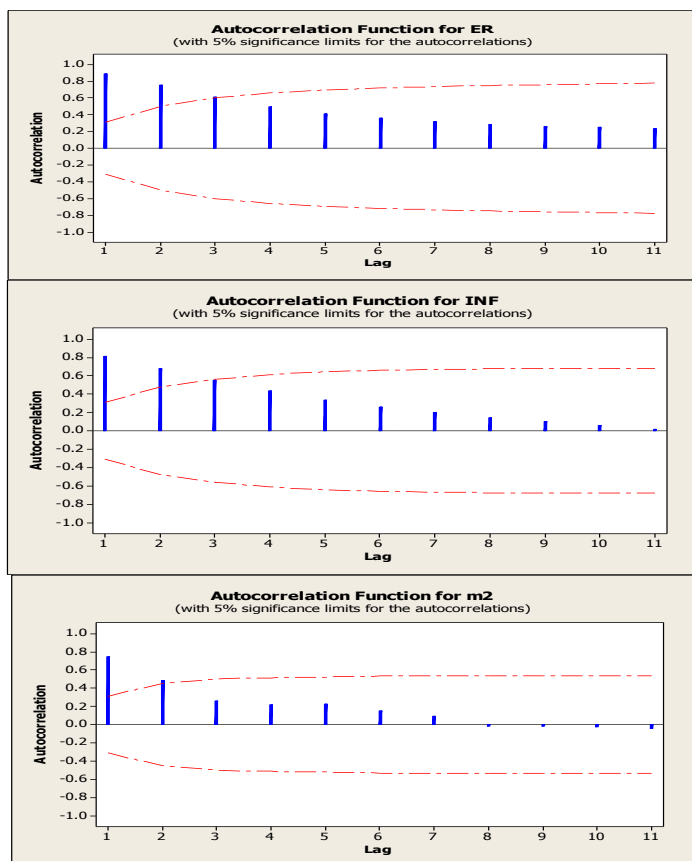 Autocorrelation Function for ER
(with 5% significance limits for the autocorrelations)
Autocorrelation
1.0
0.8
0.6
0.4
0.2
0.0
-0.2
-0.4
-0.6
-0.8
-1.0
1 2 3 4 5 6 7 8 9 10 11
Lag
Autocorrelation Function for INF
(with 5% significance limits for the autocorrelations)
Autocorrelation
1.0
0.8
0.6
0.4
0.2
0.0
-0.2
-0.4
-0.6
-0.8
-1.0
1 2 3 4 5 6 7 8 9 10 11
Lag
Autocorrelation Function for m2
(with 5% significance limits for the autocorrelations)
Autocorrelation
1.0
0.8
0.6
0.4
0.2
0.0
-0.2
-0.4
-0.6
-0.8
-1.0
1 2 3 4 5 6 7 8 9 10 11
Lag